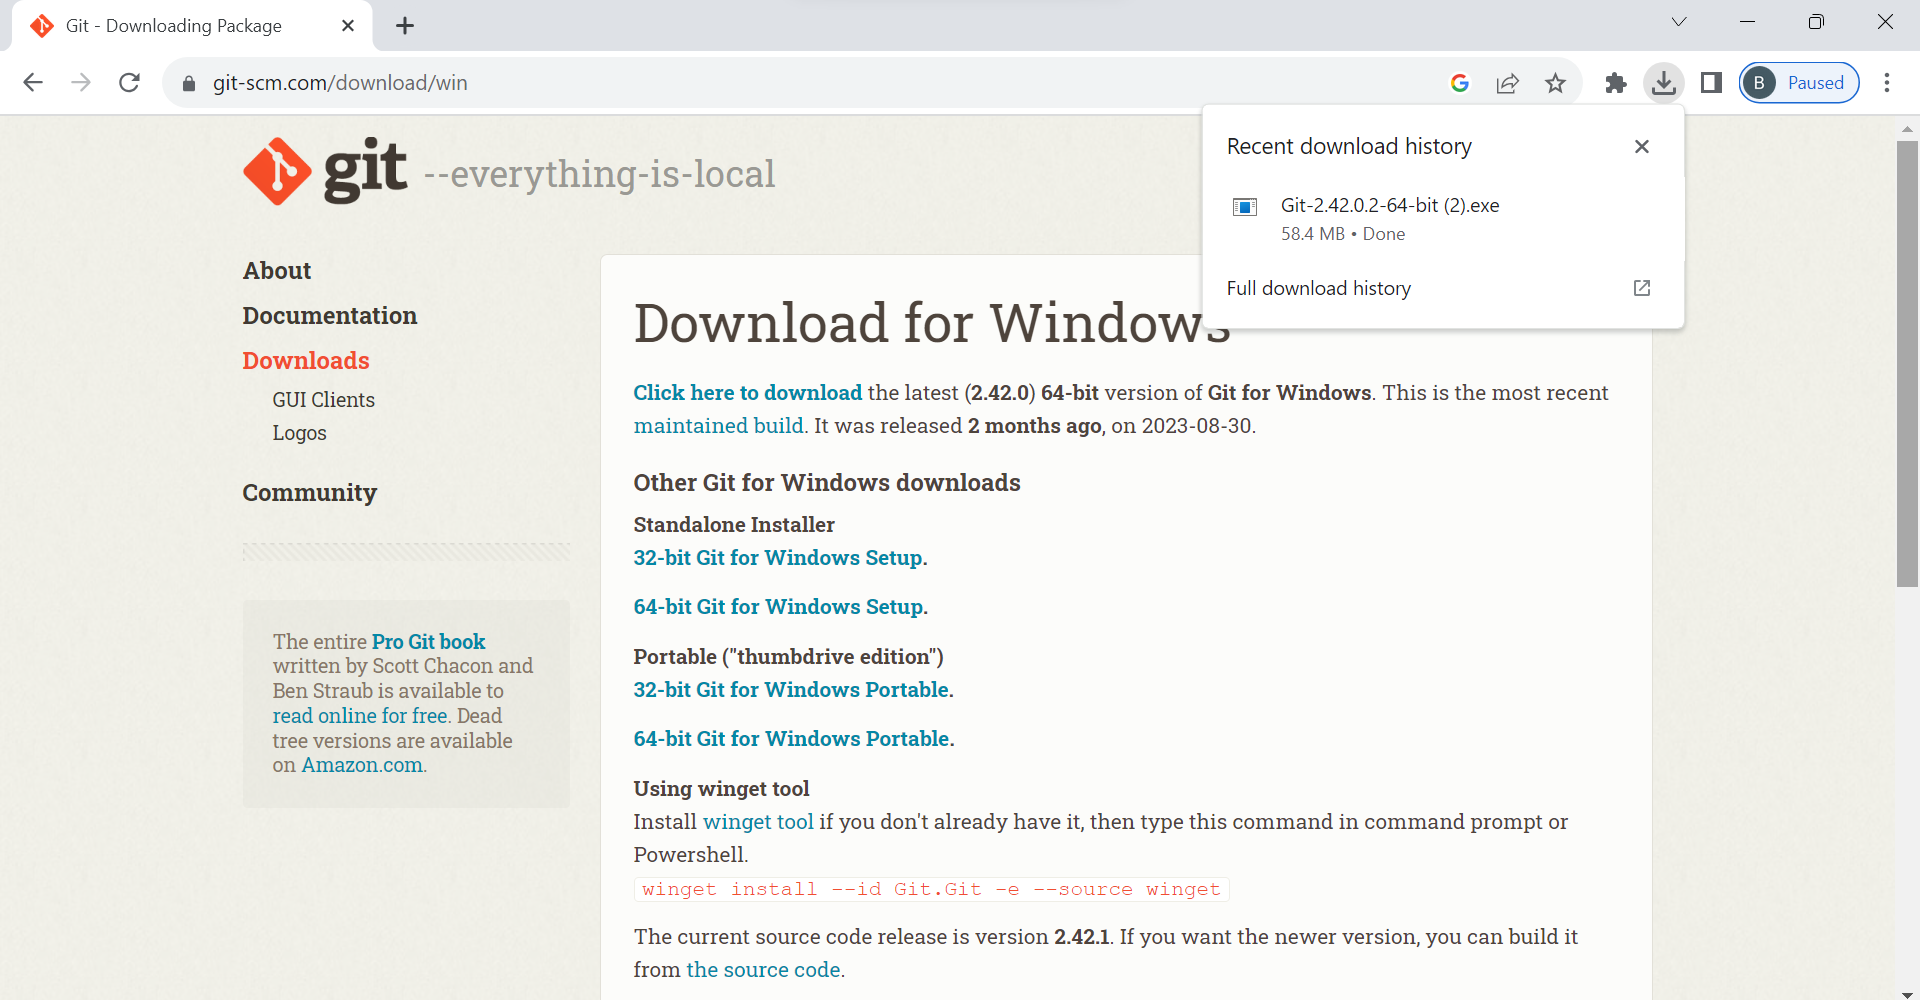 Git - Downloading Package
git-scm.com/download/win
B Paused
Recent download history
Git-2.42.0.2-64-bit (2).exe
58.4 MB • Done
Full download history
git --everything-is-local
About
Documentation
Downloads
GUI Clients
Logos
Community
The entire Pro Git book
written by Scott Chacon and
Ben Straub is available to
read online for free. Dead
tree versions are available
on Amazon.com.
Download for Windows
Click here to download the latest (2.42.0) 64-bit version of Git for Windows. This is the most recent
maintained build. It was released 2 months ago, on 2023-08-30.
Other Git for Windows downloads
Standalone Installer
32-bit Git for Windows Setup.
64-bit Git for Windows Setup.
Portable ("thumbdrive edition")
32-bit Git for Windows Portable.
64-bit Git for Windows Portable.
Using winget tool
Install winget tool if you don't already have it, then type this command in command prompt or
Powershell.
winget install --id Git.Git -e --source winget
The current source code release is version 2.42.1. If you want the newer version, you can build it
from the source code.